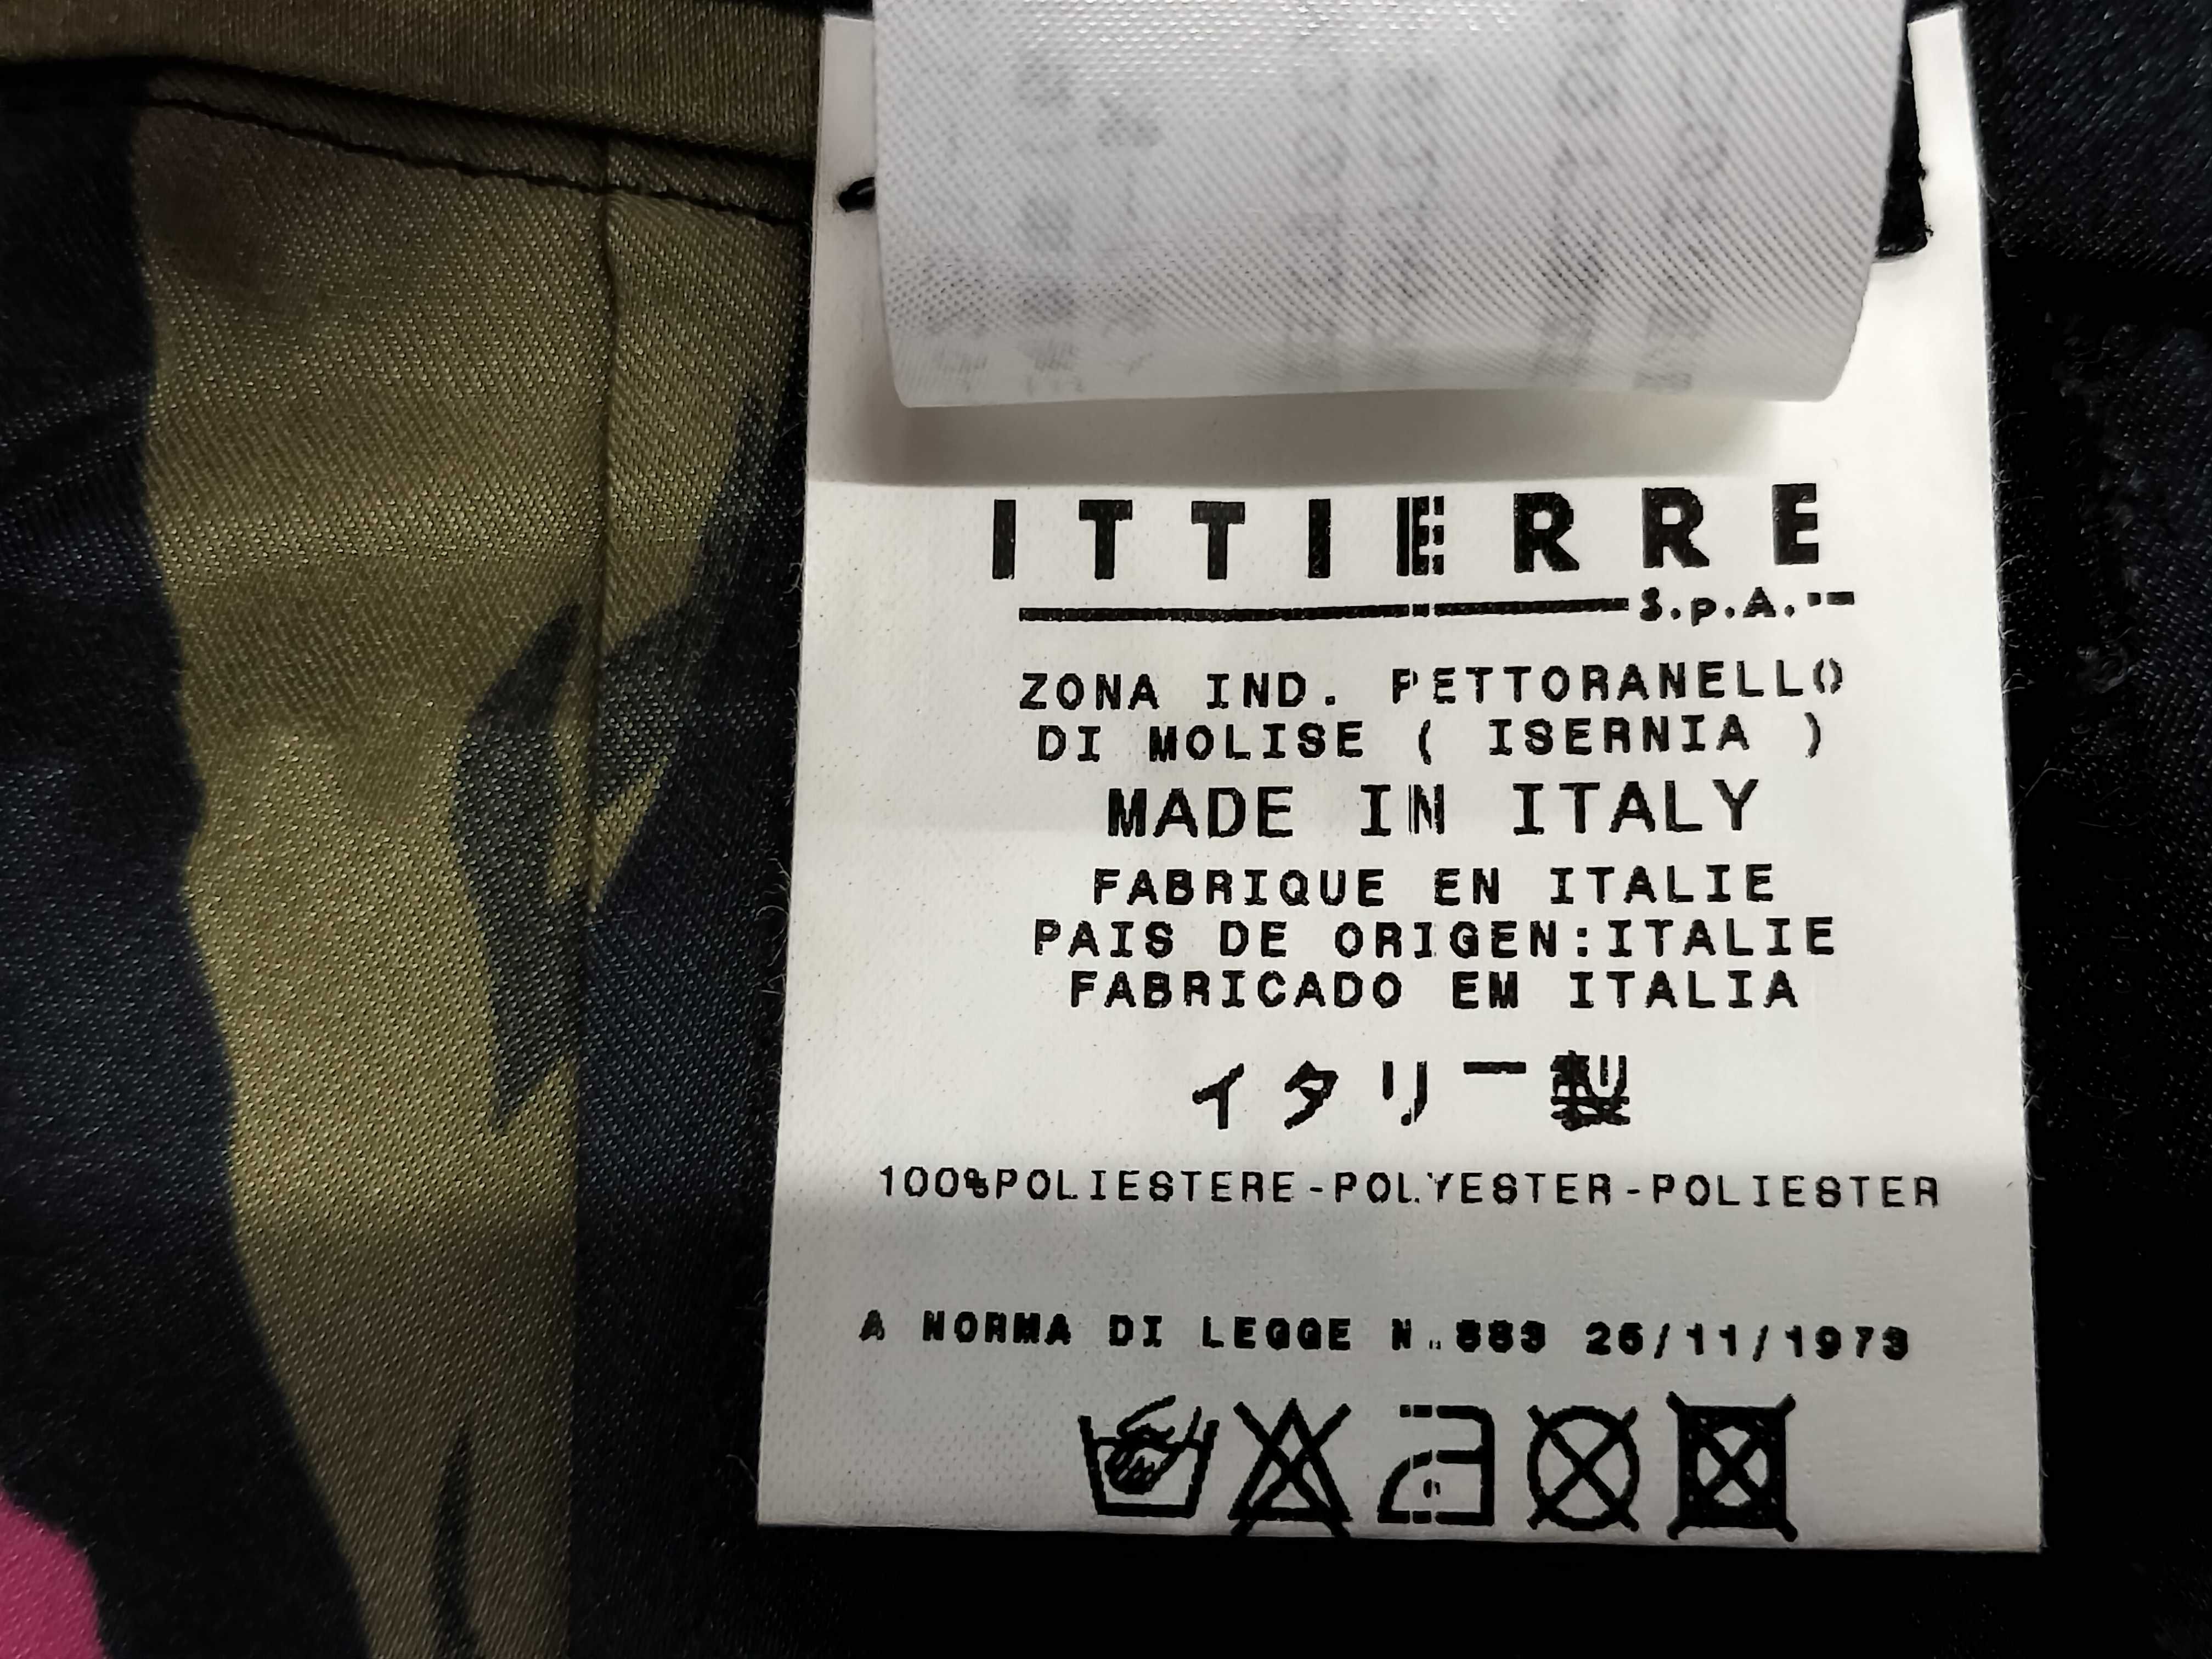 ITTIERRE
S.p.A.
ZONA IND. PETTORANELLO
DI MOLISE ( ISERNIA )
MADE IN ITALY
FABRIQUE EN ITALIE
PAIS DE ORIGEN:ITALIE
FABRICADO EM ITALIA
イタリー製
100%POLIESTERE-POLYESTER-POLIESTER
A NORMA DI LEGGE N.883 26/11/1973